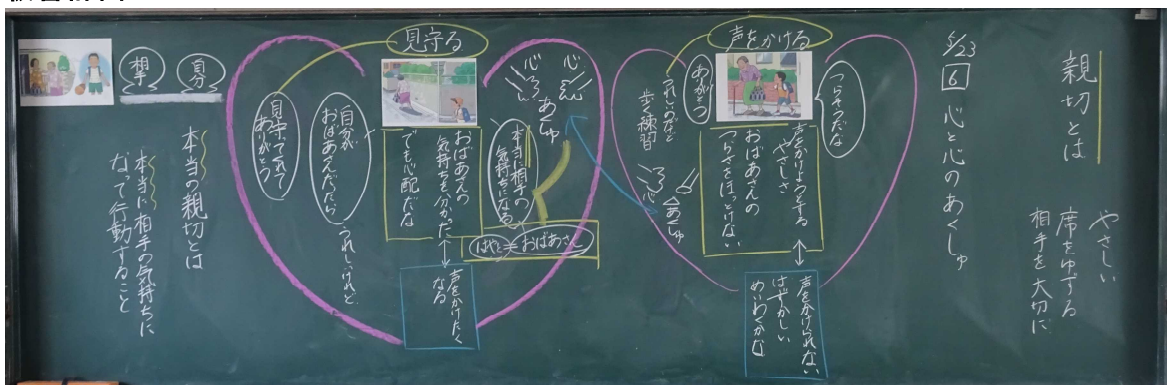 親切とは
やさしい
席をゆずる
相手を大切に
5/23
6 心と心のあくしゅ
声をかける
つらそうだな
ありがとう
うれしいけど
歩く練習
心
あくしゅ
声をかけようとする
やさしさ
おばあさんの
つらさをほっとけない
声をかけられない
はずかしい
めいわくかな
見守る
心 心
あくしゅ
本当に相手の
気持ちになる
はやと=おばあさん
おばあさんの
気持ちを分かった
でも心配だな
声をかけたく
なる
自分が
おばあさんだったら
うれしいけれど
見守ってくれて
ありがとう
自分
相手
本当の親切とは
本当に相手の気持ちに
なって行動すること